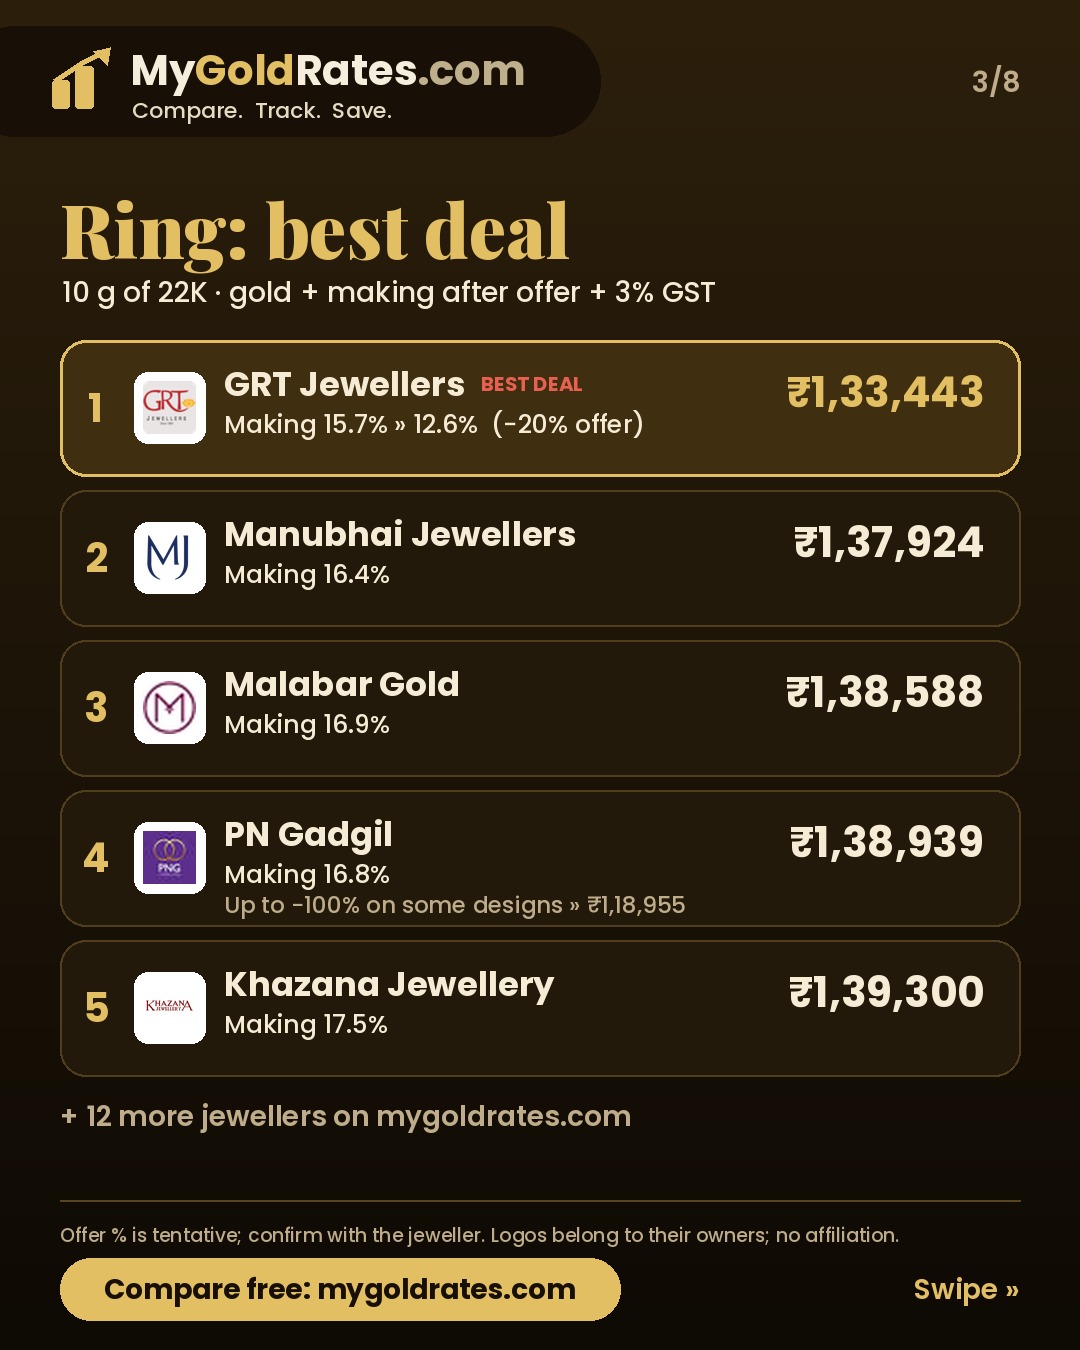 MyGoldRates.com
Compare. Track. Save.
3/8
Ring: best deal
10 g of 22K · gold + making after offer + 3% GST
1
GRT
JEWELLERS
GRT Jewellers BEST DEAL
Making 15.7% » 12.6% (-20% offer)
₹1,33,443
2
MJ
Manubhai Jewellers
Making 16.4%
₹1,37,924
3
M
Malabar Gold
Making 16.9%
₹1,38,588
4
PNG
PN Gadgil
Making 16.8%
Up to -100% on some designs » ₹1,18,955
₹1,38,939
5
KHAZANA
JEWELLERY
Khazana Jewellery
Making 17.5%
₹1,39,300
+ 12 more jewellers on mygoldrates.com
Offer % is tentative; confirm with the jeweller. Logos belong to their owners; no affiliation.
Compare free: mygoldrates.com
Swipe »